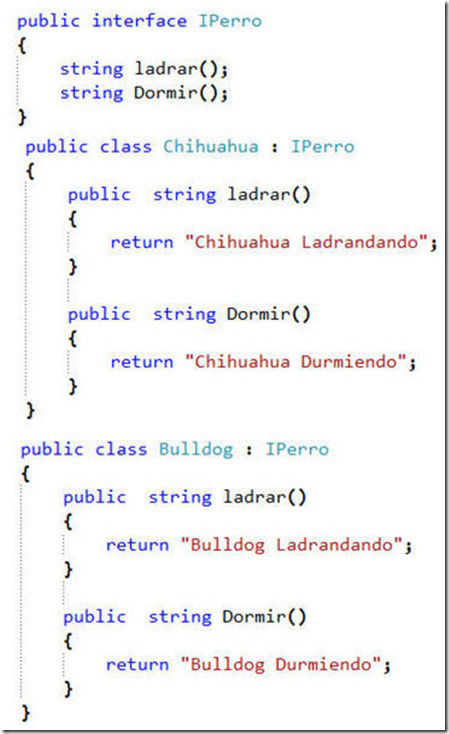 public interface IPerro
{
string ladrar();
string Dormir();
}
public class Chihuahua : IPerro
{
public  string ladrar()
{
return "Chihuahua Ladrandando";
}
public  string Dormir()
{
return "Chihuahua Durmiendo";
}
}
public class Bulldog : IPerro
{
public  string ladrar()
{
return "Bulldog Ladrandando";
}
public  string Dormir()
{
return "Bulldog Durmiendo";
}
}